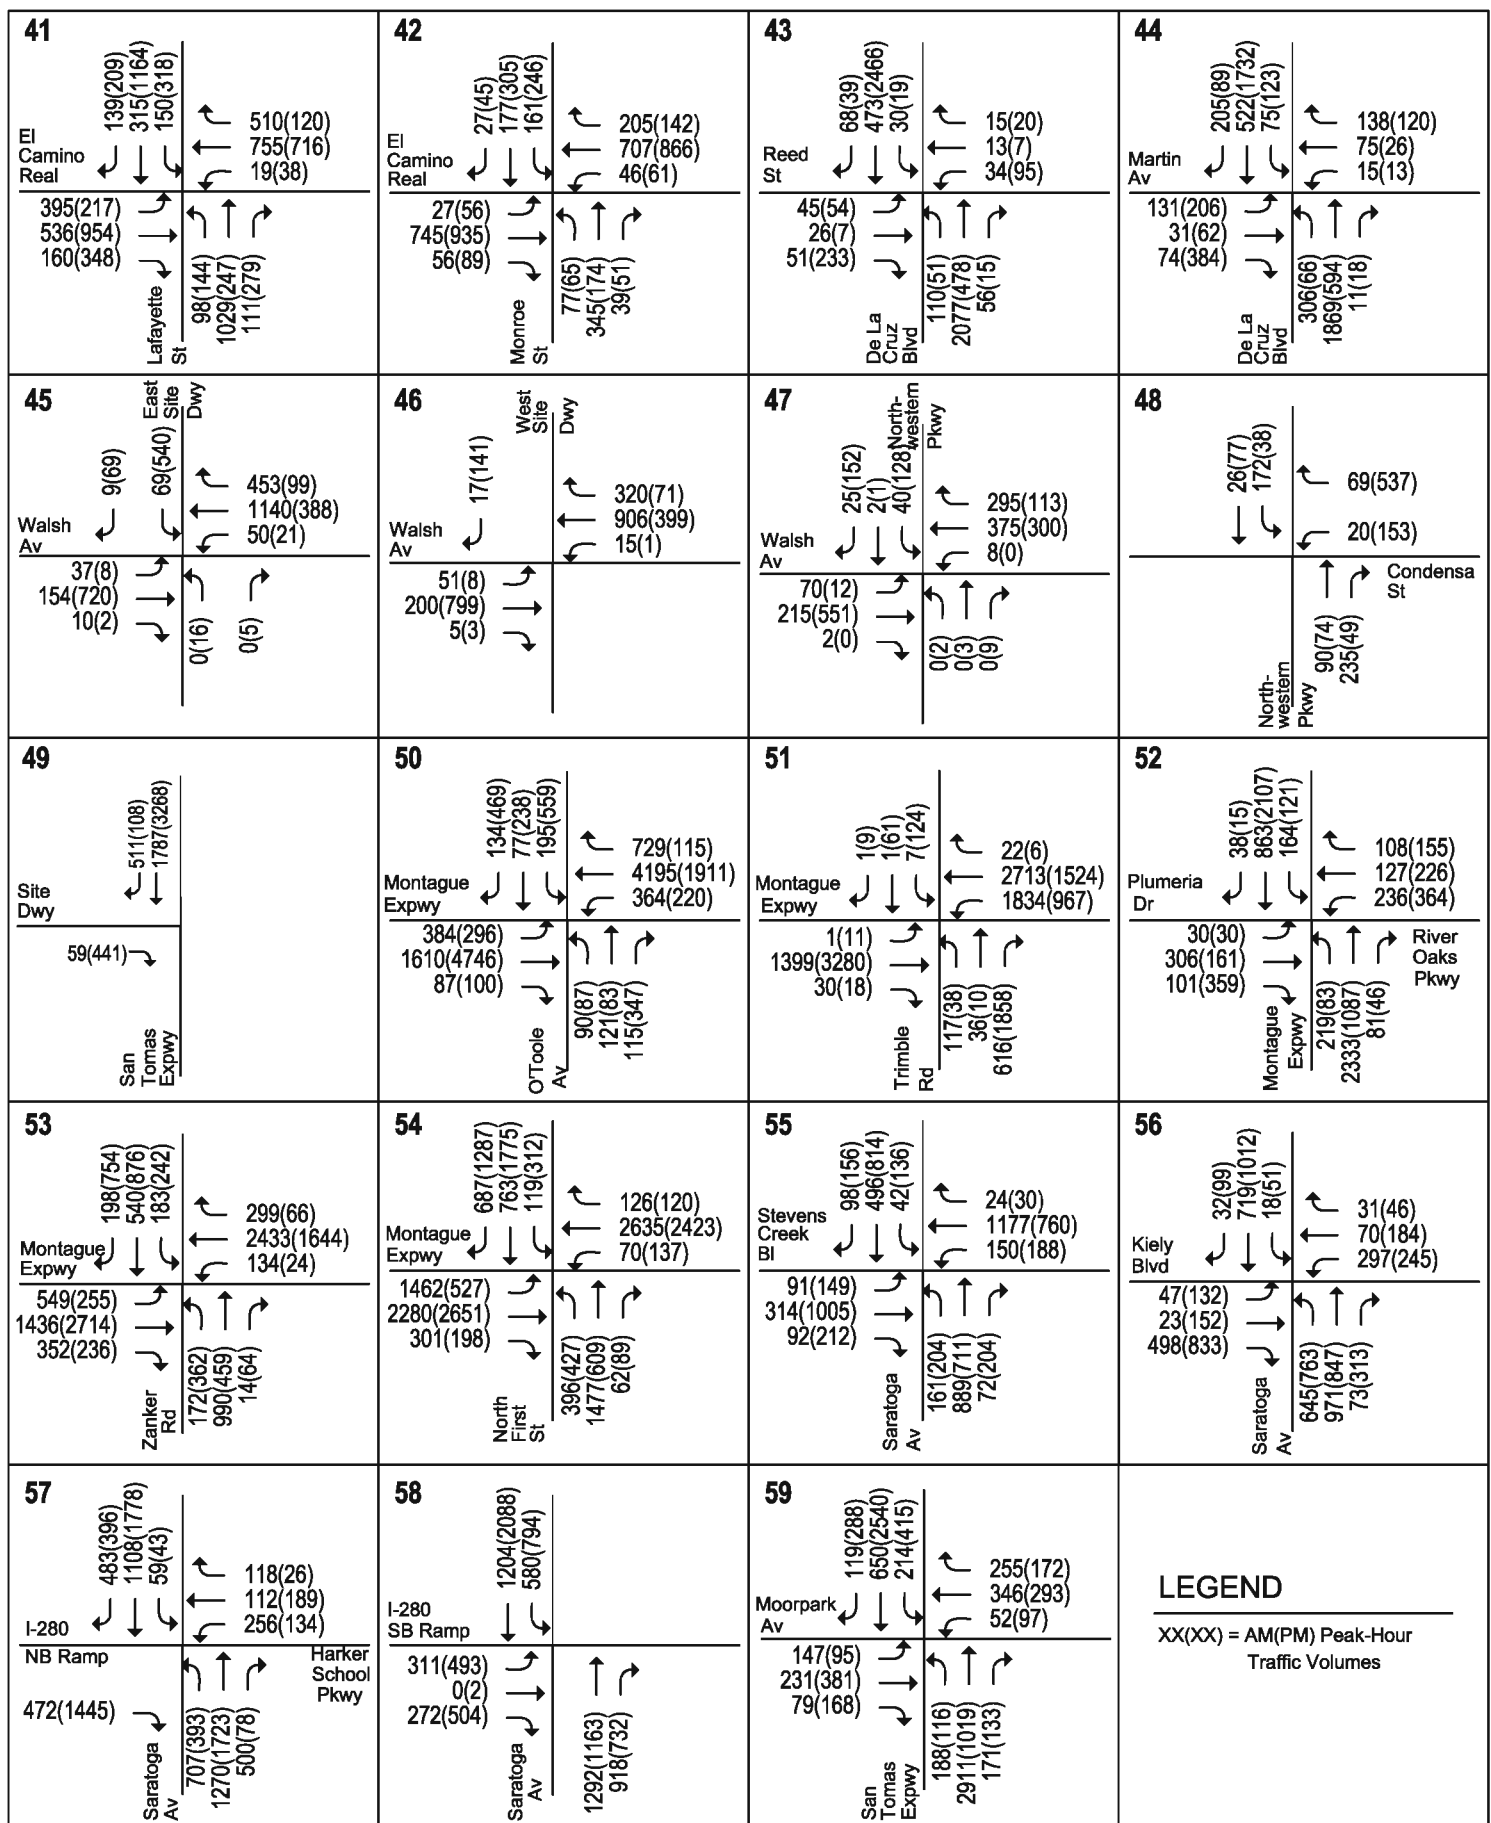 41
139(209)
315(1164)
150(318)
510(120)
755(716)
19(38)
El
Camino
Real
395(217)
536(954)
160(348)
Lafayette
St
98(144)
1029(247)
111(279)
42
27(45)
177(305)
161(246)
205(142)
707(866)
46(61)
El
Camino
Real
27(56)
745(935)
56(89)
Monroe
St
77(65)
345(174)
39(51)
43
68(39)
473(2466)
30(19)
15(20)
13(7)
34(95)
Reed
St
45(54)
26(7)
51(233)
De La
Cruz
Blvd
110(51)
2077(478)
56(15)
44
205(89)
522(1732)
75(123)
138(120)
75(26)
15(13)
Martin
Av
131(206)
31(62)
74(384)
De La
Cruz
Blvd
306(66)
1869(594)
11(18)
45
East
Site
Dwy
9(69)
69(540)
453(99)
1140(388)
50(21)
Walsh
Av
37(8)
154(720)
10(2)
0(16)
0(5)
46
West
Site
Dwy
17(141)
320(71)
906(399)
15(1)
Walsh
Av
51(8)
200(799)
5(3)
47
North-
western
Pkwy
25(152)
2(1)
40(128)
295(113)
375(300)
8(0)
Walsh
Av
70(12)
215(551)
2(0)
0(2)
0(3)
0(9)
48
26(77)
172(38)
69(537)
20(153)
Condensa
St
North-
western
Pkwy
90(74)
235(49)
49
511(108)
1787(3268)
Site
Dwy
59(441)
San
Tomas
Expwy
50
134(469)
77(238)
195(559)
729(115)
4195(1911)
364(220)
Montague
Expwy
384(296)
1610(4746)
87(100)
O'Toole
Av
90(87)
121(83)
115(347)
51
1(9)
1(61)
7(124)
22(6)
2713(1524)
1834(967)
Montague
Expwy
1(11)
1399(3280)
30(18)
Trimble
Rd
117(38)
36(10)
616(1858)
52
38(15)
863(2107)
164(121)
108(155)
127(226)
236(364)
Plumeria
Dr
30(30)
306(161)
101(359)
River
Oaks
Pkwy
Montague
Expwy
219(83)
2333(1087)
81(46)
53
198(754)
540(876)
183(242)
299(66)
2433(1644)
134(24)
Montague
Expwy
549(255)
1436(2714)
352(236)
Zanker
Rd
172(362)
990(459)
14(64)
54
687(1287)
763(1775)
119(312)
126(120)
2635(2423)
70(137)
Montague
Expwy
1462(527)
2280(2651)
301(198)
North
First
St
396(427)
1477(609)
62(89)
55
98(156)
496(814)
42(136)
24(30)
1177(760)
150(188)
Stevens
Creek
Bl
91(149)
314(1005)
92(212)
Saratoga
Av
161(204)
889(711)
72(204)
56
32(99)
719(1012)
18(51)
31(46)
70(184)
297(245)
Kiely
Blvd
47(132)
23(152)
498(833)
Saratoga
Av
645(763)
971(847)
73(313)
57
483(396)
1108(1778)
59(43)
118(26)
112(189)
256(134)
I-280
NB Ramp
Harker
School
Pkwy
472(1445)
Saratoga
Av
707(393)
1270(1723)
500(78)
58
1204(2088)
580(794)
I-280
SB Ramp
311(493)
0(2)
272(504)
Saratoga
Av
1292(1163)
918(732)
59
119(288)
650(2540)
214(415)
255(172)
346(293)
52(97)
Moorpark
Av
147(95)
231(381)
79(168)
San
Tomas
Expwy
188(116)
2911(1019)
171(133)
LEGEND
XX(XX) = AM(PM) Peak-Hour
Traffic Volumes